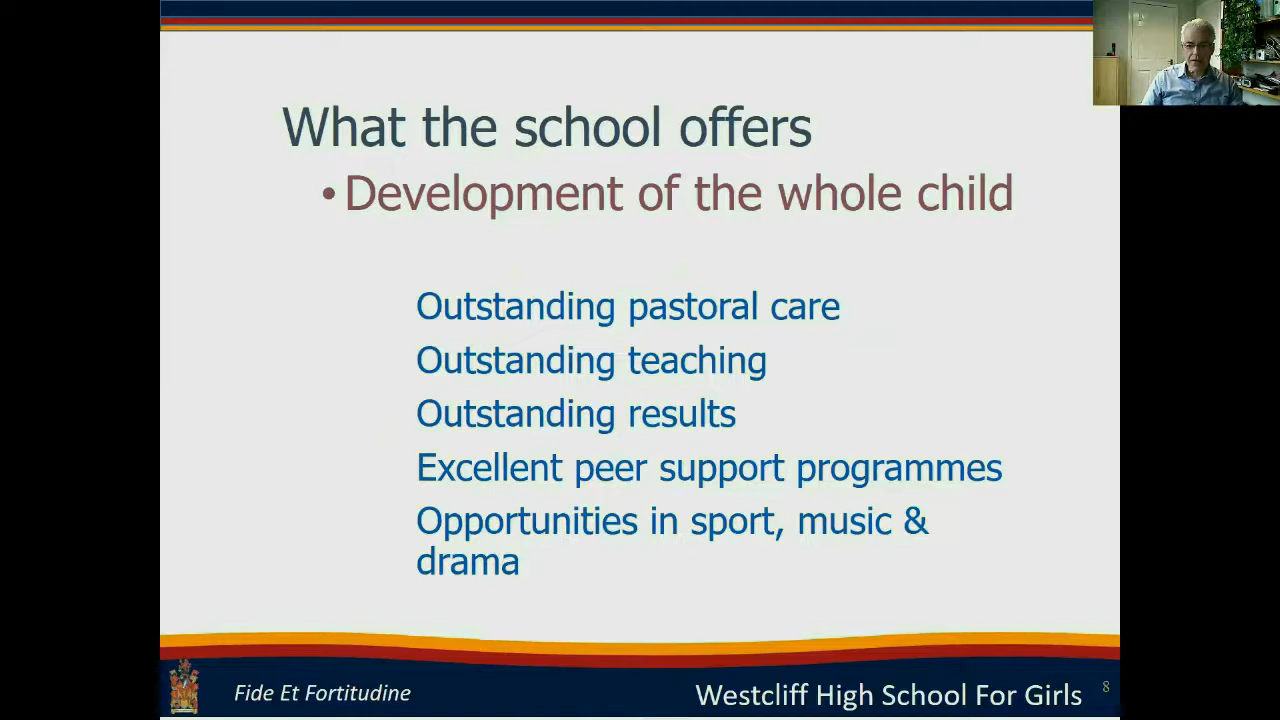 What the school offers
• Development of the whole child
Outstanding pastoral care
Outstanding teaching
Outstanding results
Excellent peer support programmes
Opportunities in sport, music &
drama
Fide Et Fortitudine
Westcliff High School For Girls
8